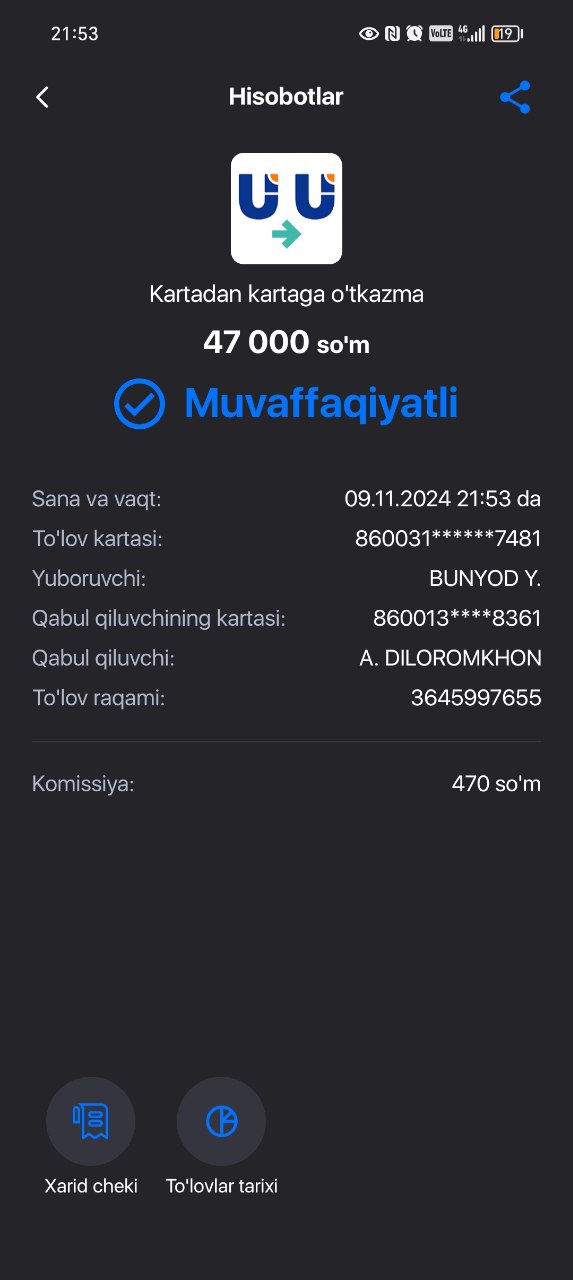 21:53
VoLTE 4G 19
Hisobotlar
Kartadan kartaga o'tkazma
47 000 so'm
Muvaffaqiyatli
Sana va vaqt: 09.11.2024 21:53 da
To'lov kartasi: 860031******7481
Yuboruvchi: BUNYOD Y.
Qabul qiluvchining kartasi: 860013****8361
Qabul qiluvchi: A. DILOROMKHON
To'lov raqami: 3645997655
Komissiya: 470 so'm
Xarid cheki
To'lovlar tarixi